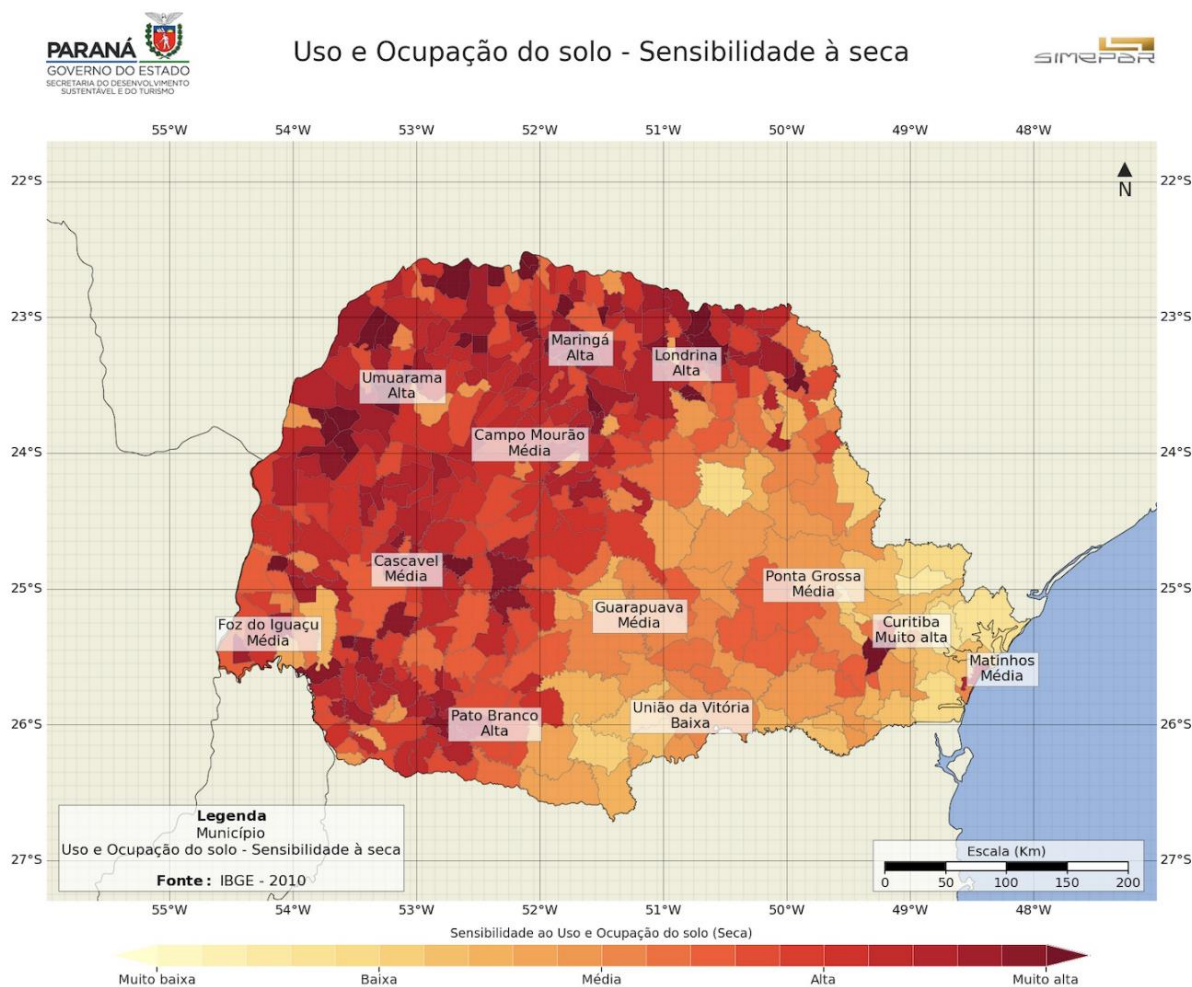 PARANÁ
GOVERNO DO ESTADO
SECRETARIA DO DESENVOLVIMENTO
SUSTENTÁVEL E DO TURISMO
Uso e Ocupação do solo - Sensibilidade à seca
SIMEPAR
55°W 54°W 53°W 52°W 51°W 50°W 49°W 48°W
22°S 22°S
N
23°S 23°S
Maringá
Alta
Londrina
Alta
Umuarama
Alta
Campo Mourão
Média
24°S 24°S
Cascavel
Média
Ponta Grossa
Média
25°S 25°S
Guarapuava
Média
Foz do Iguaçu
Média
Curitiba
Muito alta
Matinhos
Média
União da Vitória
Baixa
Pato Branco
Alta
26°S 26°S
Legenda
Município
Uso e Ocupação do solo - Sensibilidade à seca
Fonte : IBGE - 2010
27°S 27°S
Escala (Km)
0 50 100 150 200
55°W 54°W 53°W 52°W 51°W 50°W 49°W 48°W
Sensibilidade ao Uso e Ocupação do solo (Seca)
Muito baixa Baixa Média Alta Muito alta